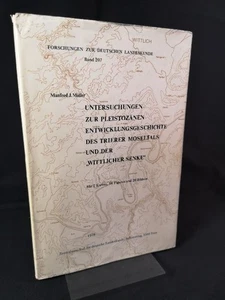 WITTLICH
FORSCHUNGEN ZUR DEUTSCHEN LANDESKUNDE
Band 207
Manfred J. Müller
UNTERSUCHUNGEN
ZUR PLEISTOZÄNEN
ENTWICKLUNGSGESCHICHTE
DES TRIERER MOSELTALS
UND DER
„WITTLICHER SENKE"